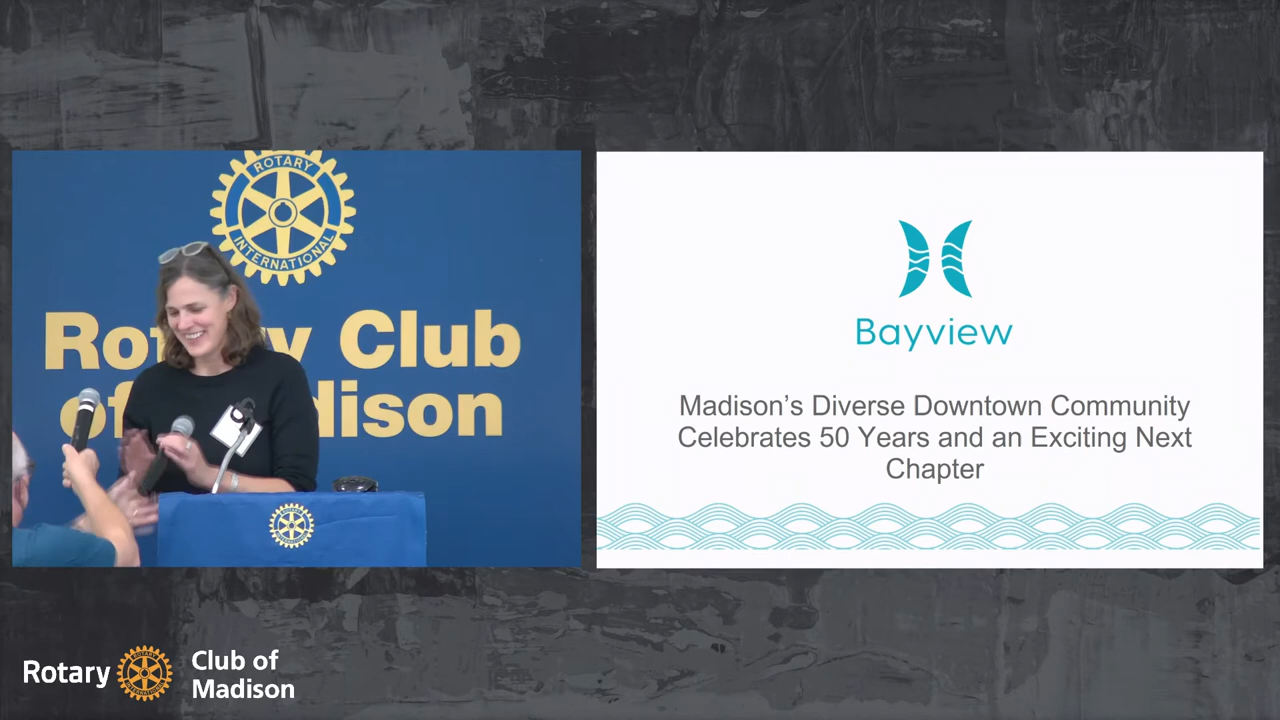 ROTARY
INTERNATIONAL
Rotary Club
of Madison
Bayview
Madison's Diverse Downtown Community
Celebrates 50 Years and an Exciting Next
Chapter
Rotary
Club of
Madison